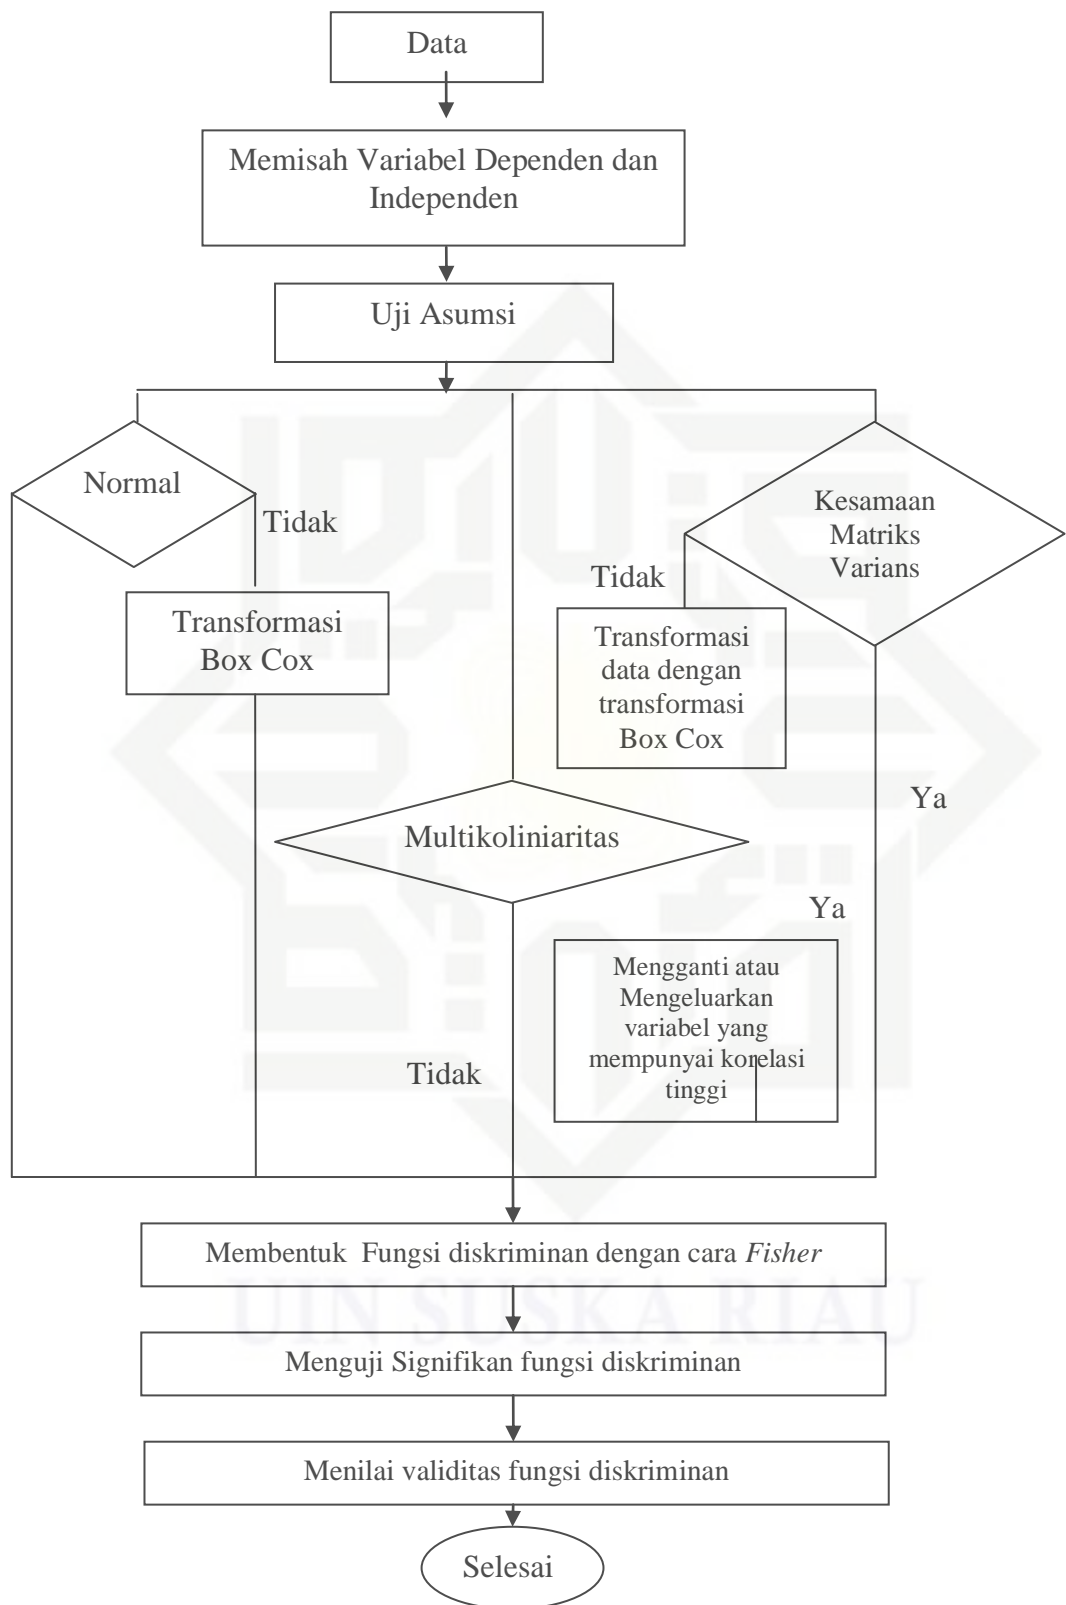 Data
Memisah Variabel Dependen dan
Independen
Uji Asumsi
Normal
Tidak
Transformasi
Box Cox
Kesamaan
Matriks
Varians
Tidak
Transformasi
data dengan
transformasi
Box Cox
Ya
Multikoliniaritas
Ya
Mengganti atau
Mengeluarkan
variabel yang
mempunyai korelasi
tinggi
Tidak
Membentuk Fungsi diskriminan dengan cara Fisher
UIN SUSKA RIAU
Menguji Signifikan fungsi diskriminan
Menilai validitas fungsi diskriminan
Selesai